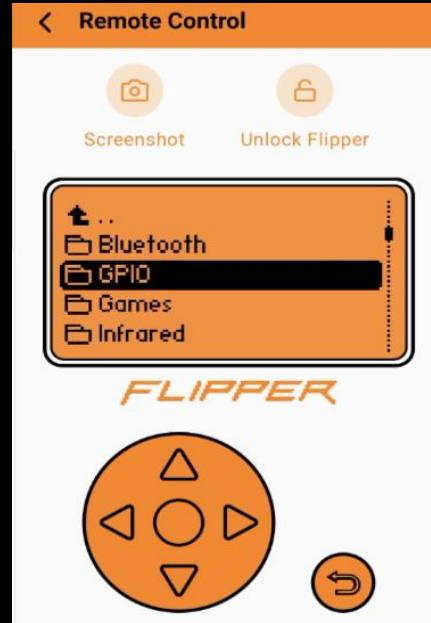 Remote Control
Screenshot Unlock Flipper
..
Bluetooth
GPIO
Games
Infrared
FLIPPER